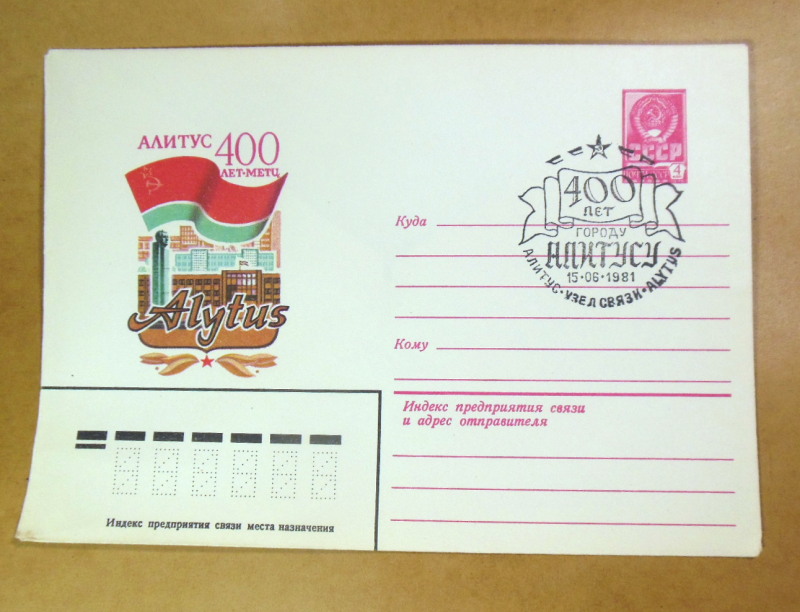 АЛИТУС 400
ЛЕТ-МЕТЦ
Alytus
СССР
4
400
ЛЕТ
ГОРОДУ
АЛИТУСУ
15·06·1981
АЛИТУС·УЗЕЛ СВЯЗИ·ALYTUS
Куда
Кому
Индекс предприятия связи
и адрес отправителя
Индекс предприятия связи места назначения